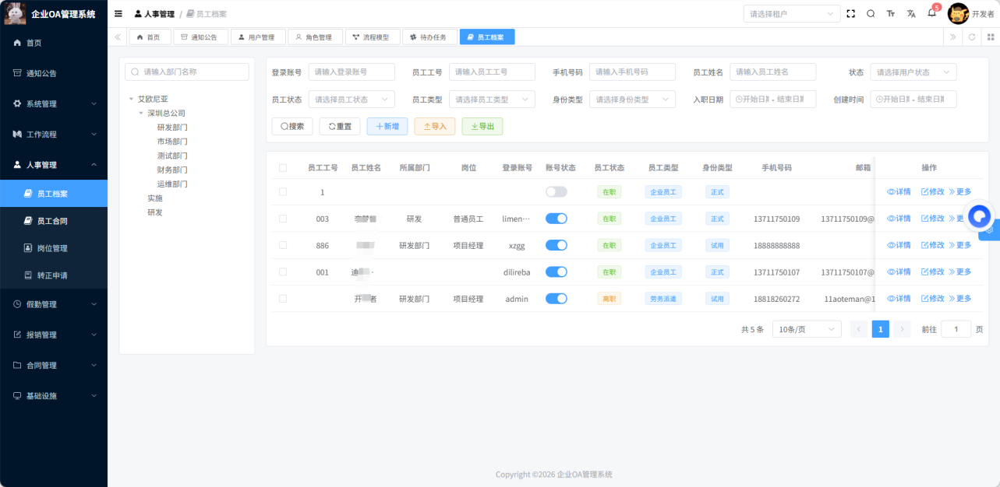 企业OA管理系统
人事管理 / 员工档案
请选择租户
5
开发者
首页
通知公告
用户管理
角色管理
流程模型
待办任务
员工档案
首页
通知公告
系统管理
工作流程
人事管理
员工档案
员工合同
岗位管理
转正申请
假勤管理
报销管理
合同管理
基础设施
请输入部门名称
艾欧尼亚
深圳总公司
研发部门
市场部门
测试部门
财务部门
运维部门
实施
研发
登录账号 请输入登录账号 员工工号 请输入员工工号 手机号码 请输入手机号码 员工姓名 请输入员工姓名 状态 请选择用户状态
员工状态 请选择员工状态 员工类型 请选择员工类型 身份类型 请选择身份类型 入职日期 开始日 - 结束日 创建时间 开始日 - 结束日
搜索 重置 新增 导入 导出
员工工号 员工姓名 所属部门 岗位 登录账号 账号状态 员工状态 员工类型 身份类型 手机号码 邮箱 操作
1 在职 企业员工 正式 详情 修改 更多
003 研发 普通员工 limen··· 在职 企业员工 正式 13711750109 13711750109@ 详情 修改 更
886 研发部门 项目经理 xzgg 在职 企业员工 试用 18888888888 详情 修改 更多
001 迪 · dilireba 在职 企业员工 正式 13711750107 13711750107@ 详情 修改 更多
开 者 研发部门 项目经理 admin 离职 劳务派遣 试用 18818260272 11aoteman@1 详情 修改 更多
共 5 条 10条/页 1 前往 1 页
Copyright ©2026 企业OA管理系统